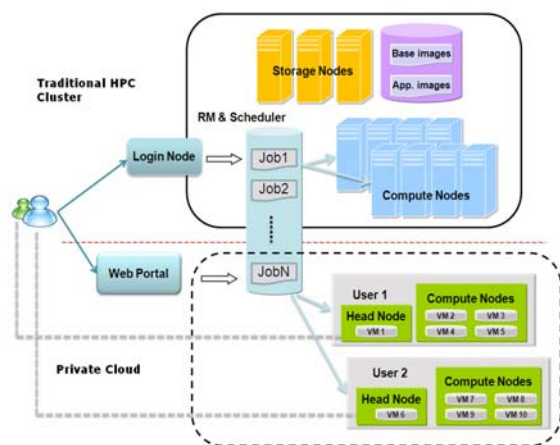 Traditional HPC
Cluster
Storage Nodes
Base images
App. images
RM & Scheduler
Login Node
Job1
Job2
Compute Nodes
Web Portal
JobN
User 1
Head Node
VM 1
Compute Nodes
VM 2
VM 3
VM 4
VM 5
Private Cloud
User 2
Head Node
VM 6
Compute Nodes
VM 7
VM 8
VM 9
VM 10